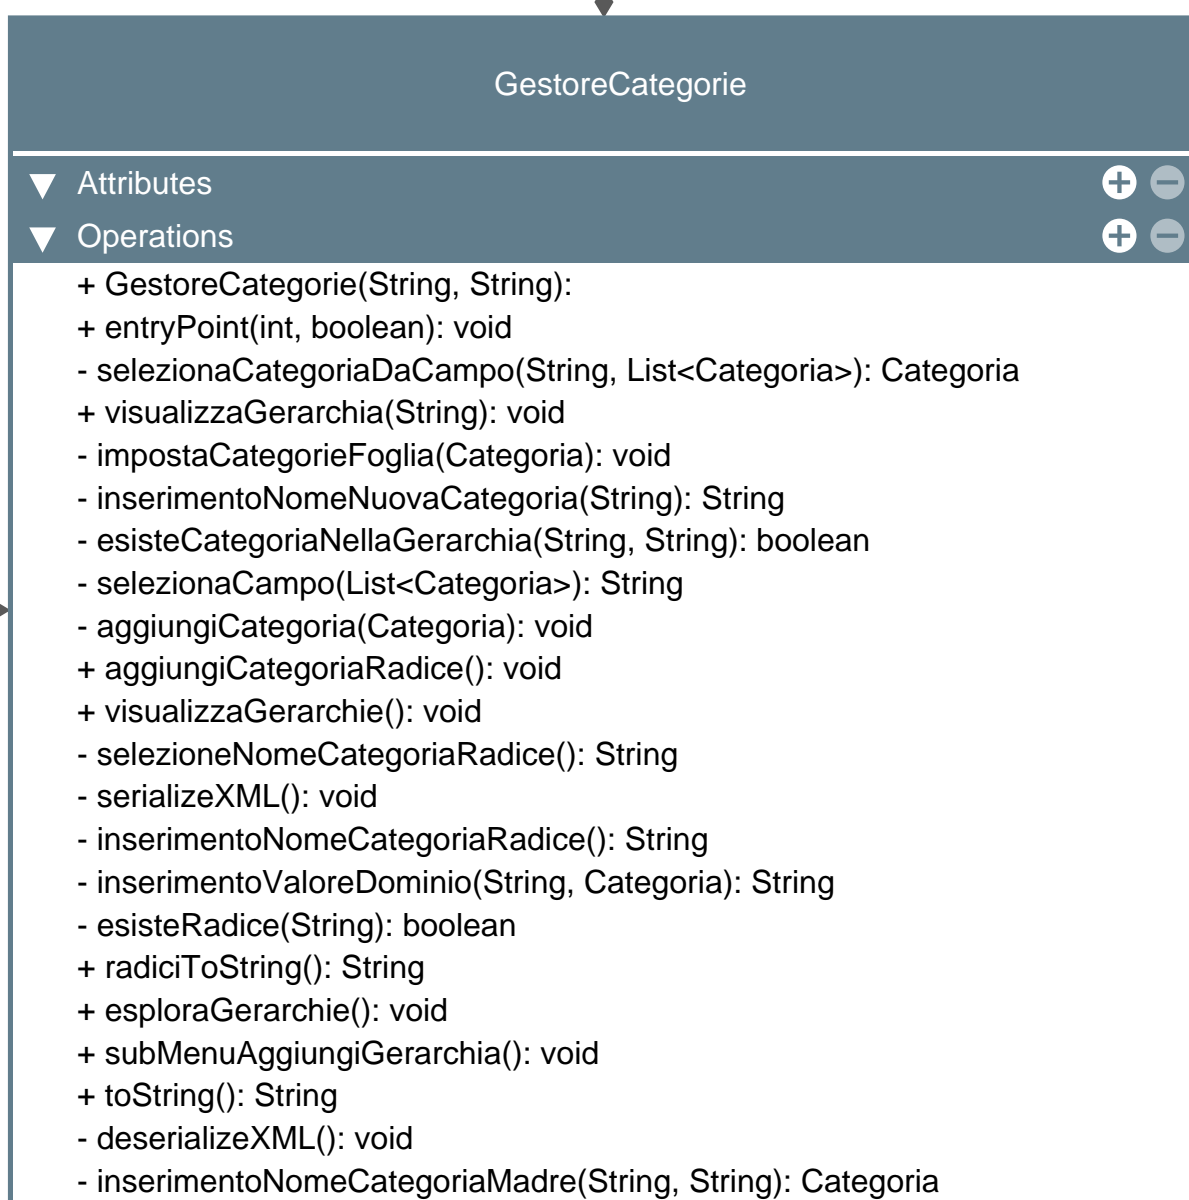 GestoreCategorie
Attributes
Operations
+ GestoreCategorie(String, String):
+ entryPoint(int, boolean): void
- selezionaCategoriaDaCampo(String, List<Categoria>): Categoria
+ visualizzaGerarchia(String): void
- impostaCategorieFoglia(Categoria): void
- inserimentoNomeNuovaCategoria(String): String
- esisteCategoriaNellaGerarchia(String, String): boolean
- selezionaCampo(List<Categoria>): String
- aggiungiCategoria(Categoria): void
+ aggiungiCategoriaRadice(): void
+ visualizzaGerarchie(): void
- selezioneNomeCategoriaRadice(): String
- serializeXML(): void
- inserimentoNomeCategoriaRadice(): String
- inserimentoValoreDominio(String, Categoria): String
- esisteRadice(String): boolean
+ radiciToString(): String
+ esploraGerarchie(): void
+ subMenuAggiungiGerarchia(): void
+ toString(): String
- deserializeXML(): void
- inserimentoNomeCategoriaMadre(String, String): Categoria